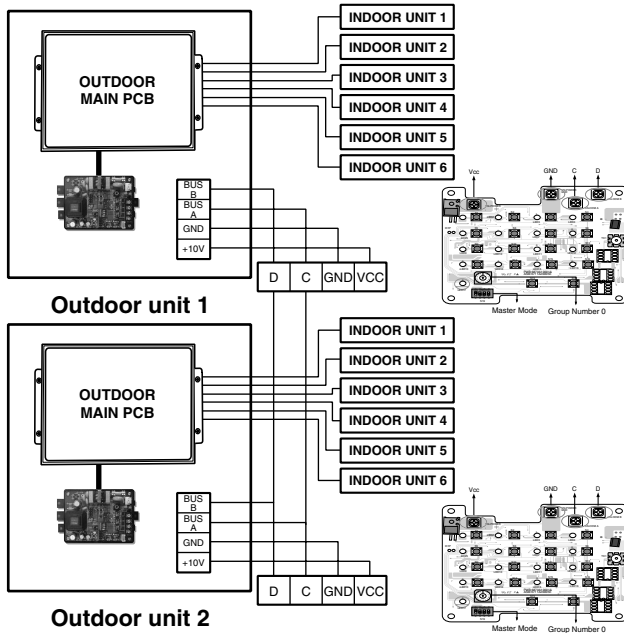 INDOOR UNIT 1
INDOOR UNIT 2
INDOOR UNIT 3
INDOOR UNIT 4
INDOOR UNIT 5
INDOOR UNIT 6
OUTDOOR
MAIN PCB
BUS
B
BUS
A
GND
+10V
D C GND VCC
Outdoor unit 1
Vcc GND C D
Master Mode Group Number 0
INDOOR UNIT 1
INDOOR UNIT 2
INDOOR UNIT 3
INDOOR UNIT 4
INDOOR UNIT 5
INDOOR UNIT 6
OUTDOOR
MAIN PCB
BUS
B
BUS
A
GND
+10V
D C GND VCC
Outdoor unit 2
Vcc GND C D
Master Mode Group Number 0